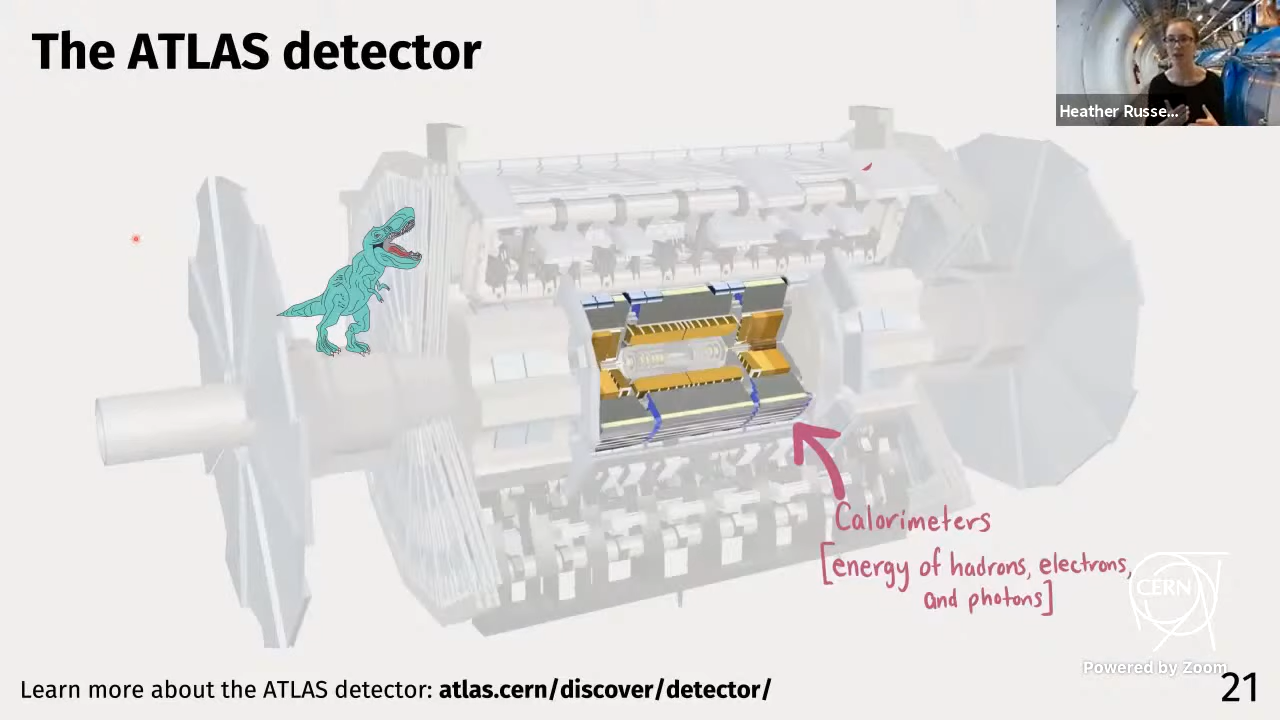 The ATLAS detector
Heather Russe...
Calorimeters
[energy of hadrons, electrons,
and photons]
CERN
Powered by Zoom
Learn more about the ATLAS detector: atlas.cern/discover/detector/
21